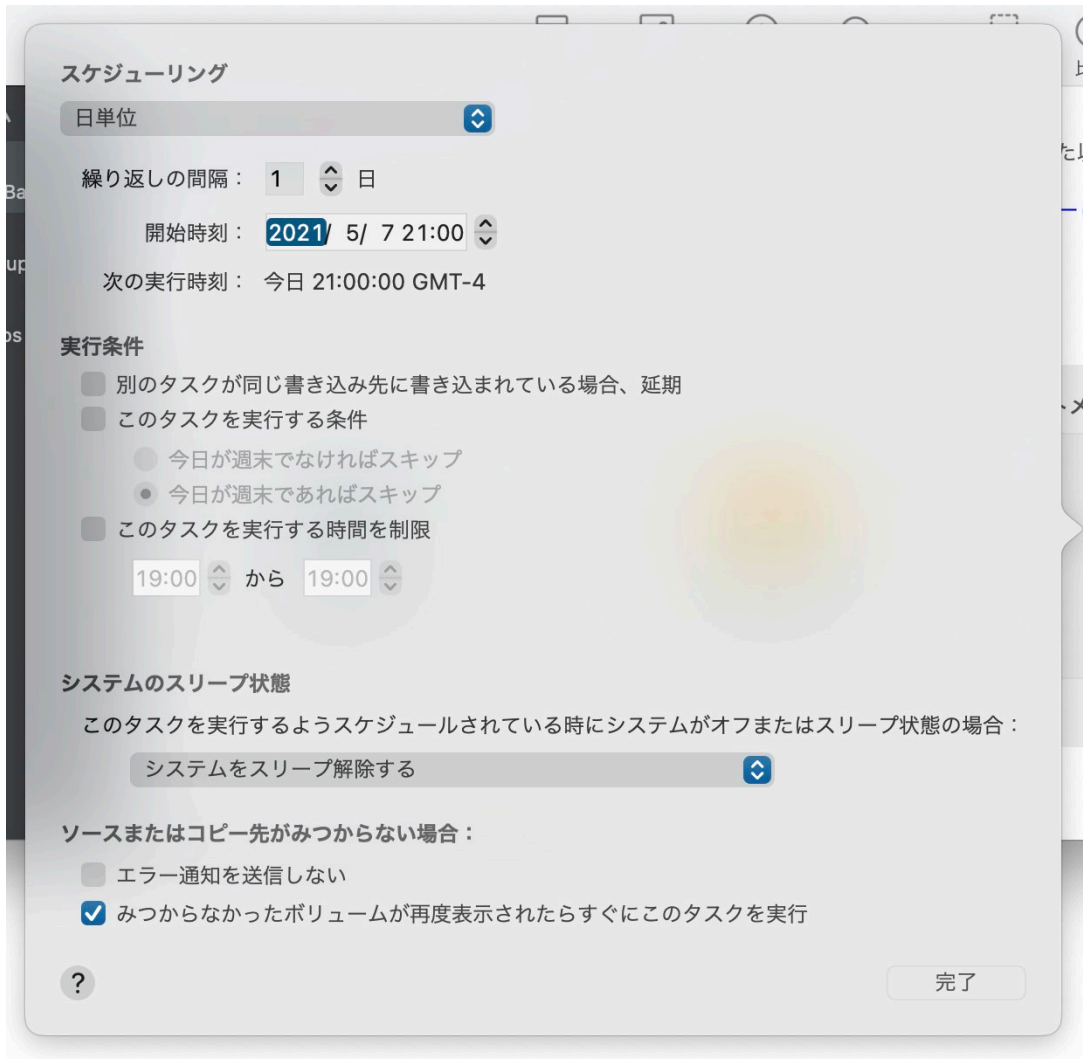 スケジューリング
日単位
繰り返しの間隔： 1 日
開始時刻： 2021/ 5/ 7 21:00
次の実行時刻： 今日 21:00:00 GMT-4
実行条件
別のタスクが同じ書き込み先に書き込まれている場合、延期
このタスクを実行する条件
今日が週末でなければスキップ
今日が週末であればスキップ
このタスクを実行する時間を制限
19:00 から 19:00
システムのスリープ状態
このタスクを実行するようスケジュールされている時にシステムがオフまたはスリープ状態の場合：
システムをスリープ解除する
ソースまたはコピー先がみつからない場合：
エラー通知を送信しない
みつからなかったボリュームが再度表示されたらすぐにこのタスクを実行
? 完了